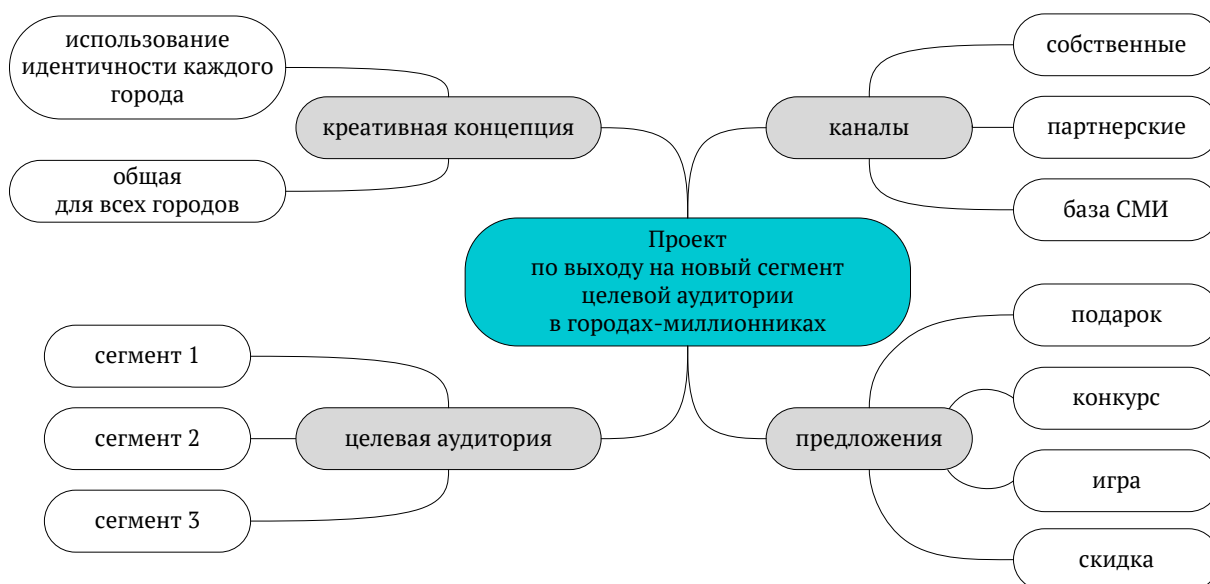 использование
идентичности каждого
города
креативная концепция
общая
для всех городов
собственные
каналы
партнерские
база СМИ
Проект
по выходу на новый сегмент
целевой аудитории
в городах-миллионниках
сегмент 1
сегмент 2
целевая аудитория
сегмент 3
подарок
конкурс
предложения
игра
скидка